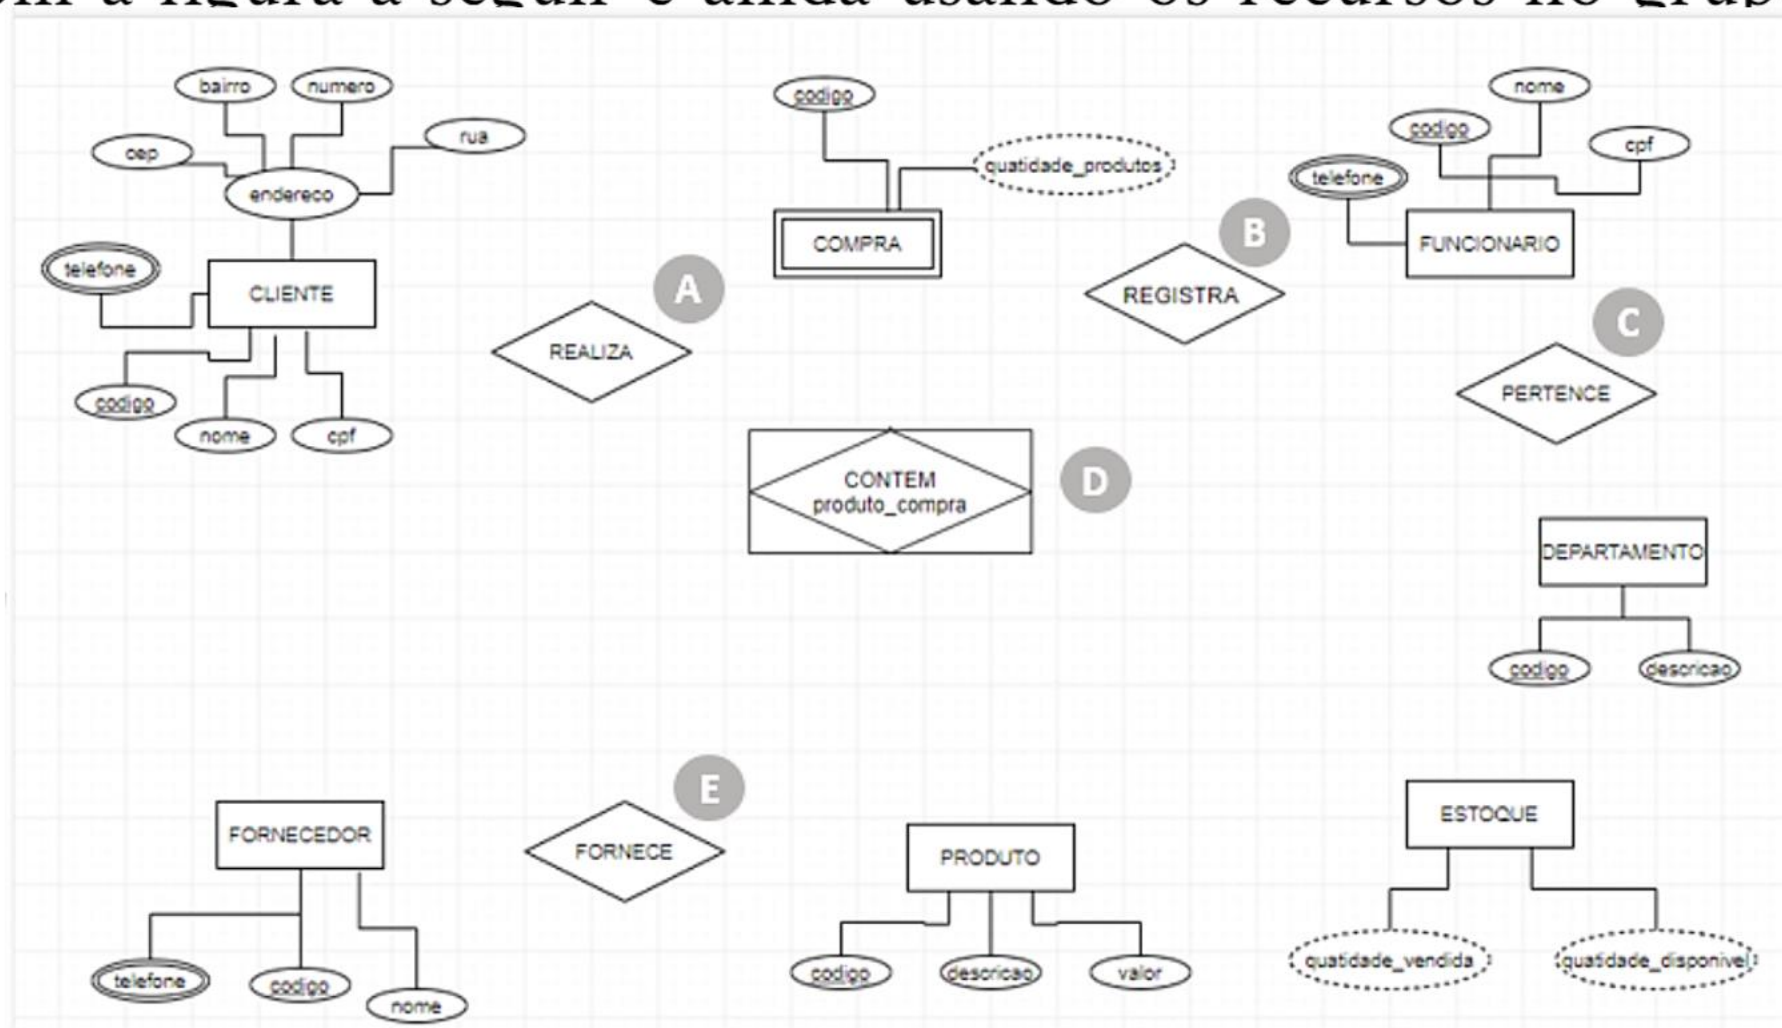 bairro
numero
cep
rua
endereco
telefone
CLIENTE
codigo
nome
cpf
A
REALIZA
codigo
quatidade_produtos
COMPRA
B
REGISTRA
nome
codigo
cpf
telefone
FUNCIONARIO
C
PERTENCE
CONTEM
produto_compra
D
DEPARTAMENTO
codigo
descricao
E
FORNECEDOR
FORNECE
telefone
codigo
nome
PRODUTO
codigo
descricao
valor
ESTOQUE
quatidade_vendida
quatidade_disponivel